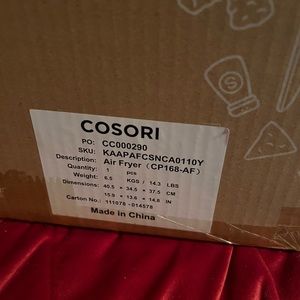 COSORI
PO: CC000290
SKU: KAAPAFCSNCA0110Y
Description: Air Fryer (CP168-AF)
Quantity: 1 pcs
Weight: 6.5 KGS / 14.3 LBS
Dimensions: 40.5 × 34.5 × 37.5 CM
15.9 × 13.6 × 14.8 IN
Carton No.: 111078 - 014578
Made in China